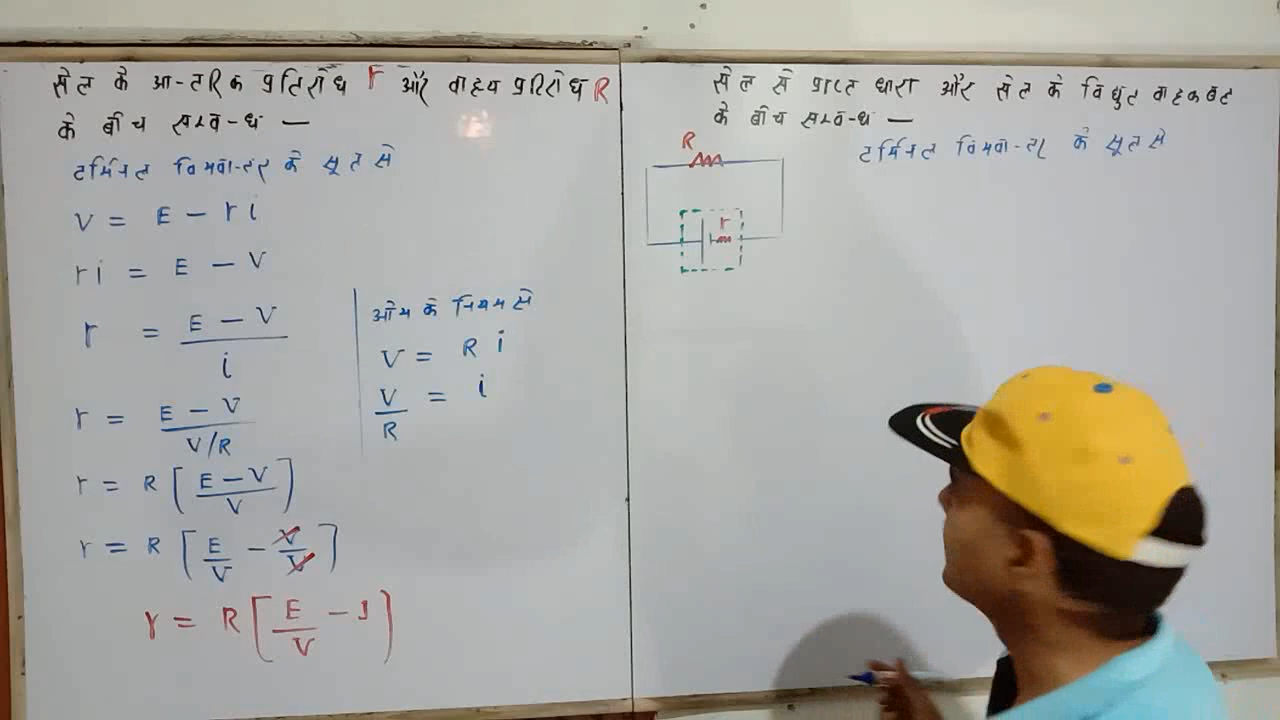 सेल के आन्तरिक प्रतिरोध r और वाह्य प्रतिरोध R
के बीच सम्बन्ध —
टर्मिनल विभवान्तर के सूत्र से
V = E - ri
ri = E - V
r = E - V / i
r = E - V / V/R
r = R [ E - V / V ]
r = R [ E/V - V/V ]
r = R [ E/V - 1 ]
ओम के नियम से
V = R i
V/R = i
सेल से प्राप्त धारा और सेल के विद्युत वाहक बल
के बीच सम्बन्ध —
टर्मिनल विभवान्तर के सूत्र से
R
r